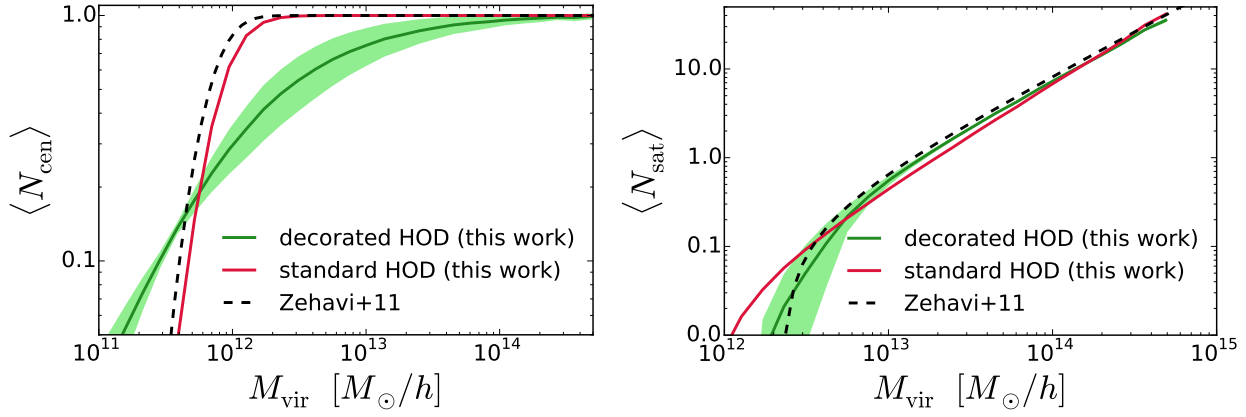 1.0
0.1
⟨N_cen⟩
decorated HOD (this work)
standard HOD (this work)
Zehavi+11
10^11 10^12 10^13 10^14
M_vir [M_⊙/h]
10.0
1.0
0.1
0.0
⟨N_sat⟩
decorated HOD (this work)
standard HOD (this work)
Zehavi+11
10^12 10^13 10^14 10^15
M_vir [M_⊙/h]